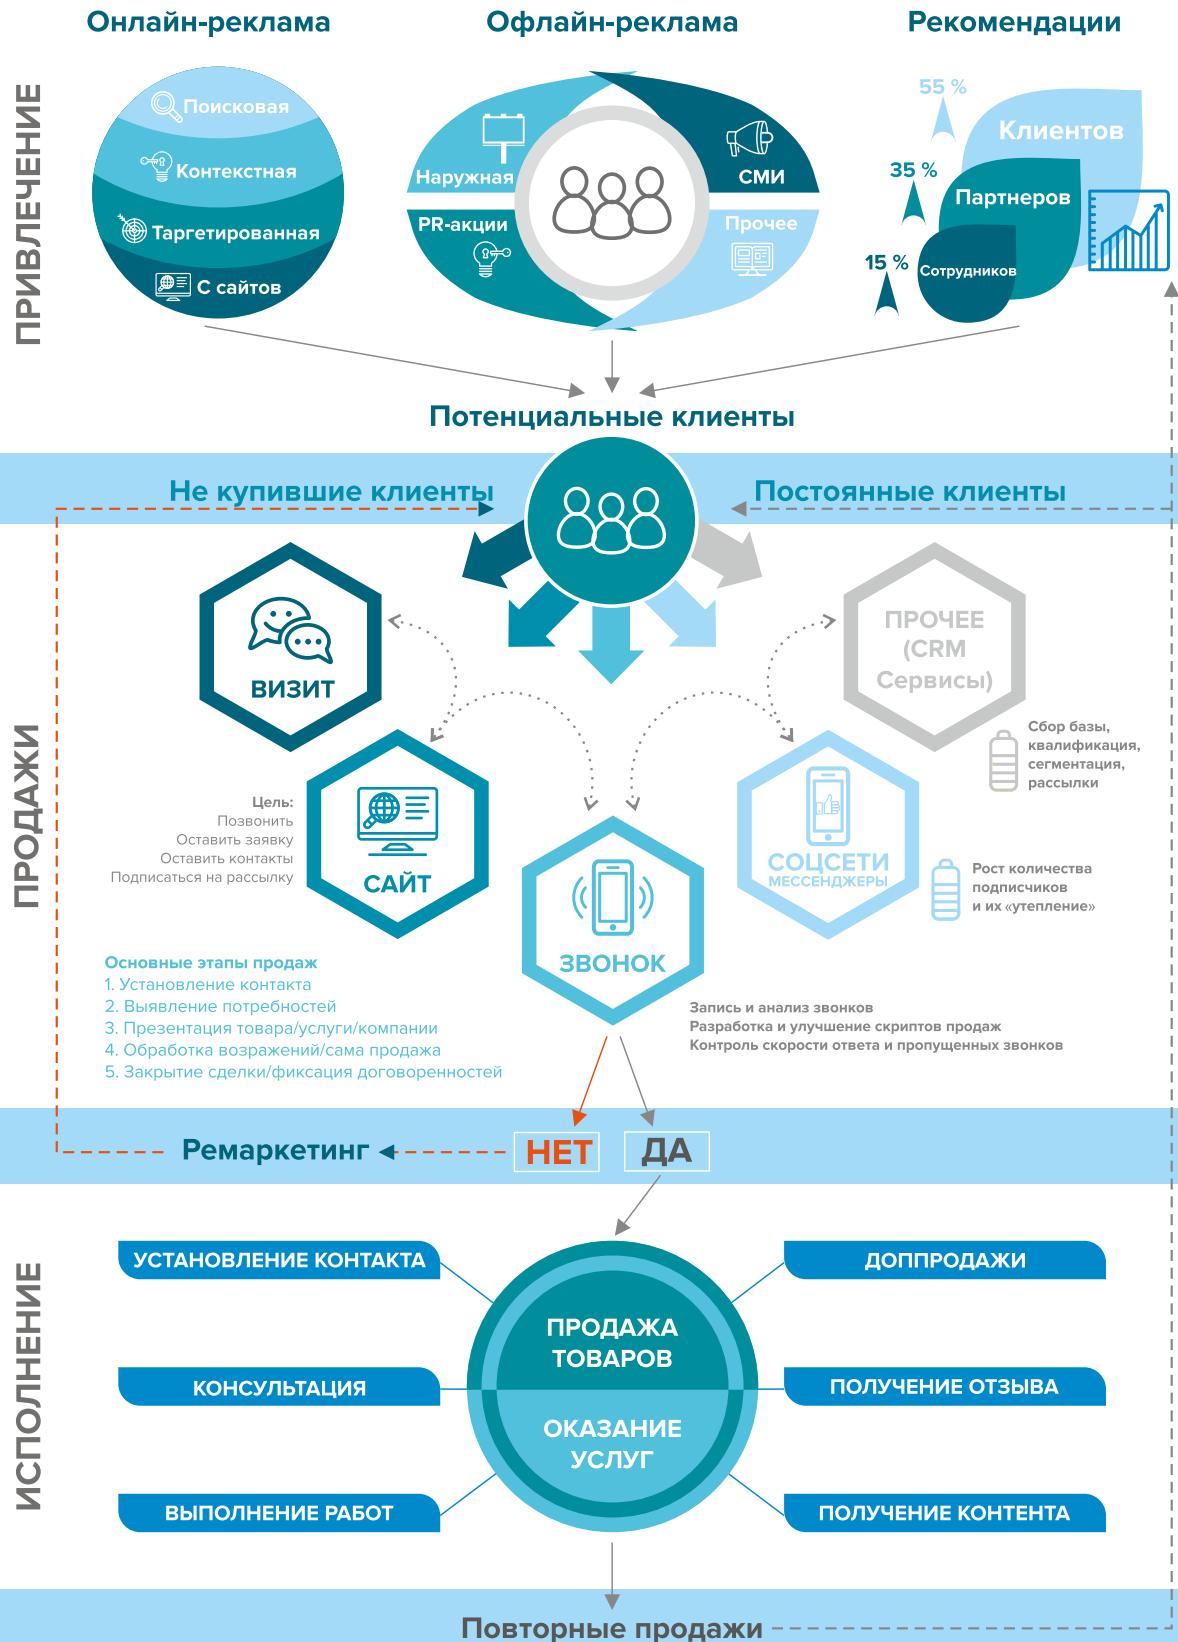 Онлайн-реклама
Офлайн-реклама
Рекомендации
ПРИВЛЕЧЕНИЕ
Поисковая
Контекстная
Таргетированная
С сайтов
Наружная
СМИ
PR-акции
Прочее
55 %
Клиентов
35 %
Партнеров
15 %
Сотрудников
Потенциальные клиенты
Не купившие клиенты
Постоянные клиенты
ПРОДАЖИ
ВИЗИТ
ПРОЧЕЕ
(CRM
Сервисы)
Сбор базы,
квалификация,
сегментация,
рассылки
Цель:
Позвонить
Оставить заявку
Оставить контакты
Подписаться на рассылку
САЙТ
СОЦСЕТИ
МЕССЕНДЖЕРЫ
Рост количества
подписчиков
и их «утепление»
ЗВОНОК
Основные этапы продаж
1. Установление контакта
2. Выявление потребностей
3. Презентация товара/услуги/компании
4. Обработка возражений/сама продажа
5. Закрытие сделки/фиксация договоренностей
Запись и анализ звонков
Разработка и улучшение скриптов продаж
Контроль скорости ответа и пропущенных звонков
Ремаркетинг
НЕТ
ДА
ИСПОЛНЕНИЕ
УСТАНОВЛЕНИЕ КОНТАКТА
КОНСУЛЬТАЦИЯ
ВЫПОЛНЕНИЕ РАБОТ
ПРОДАЖА
ТОВАРОВ
ОКАЗАНИЕ
УСЛУГ
ДОППРОДАЖИ
ПОЛУЧЕНИЕ ОТЗЫВА
ПОЛУЧЕНИЕ КОНТЕНТА
Повторные продажи